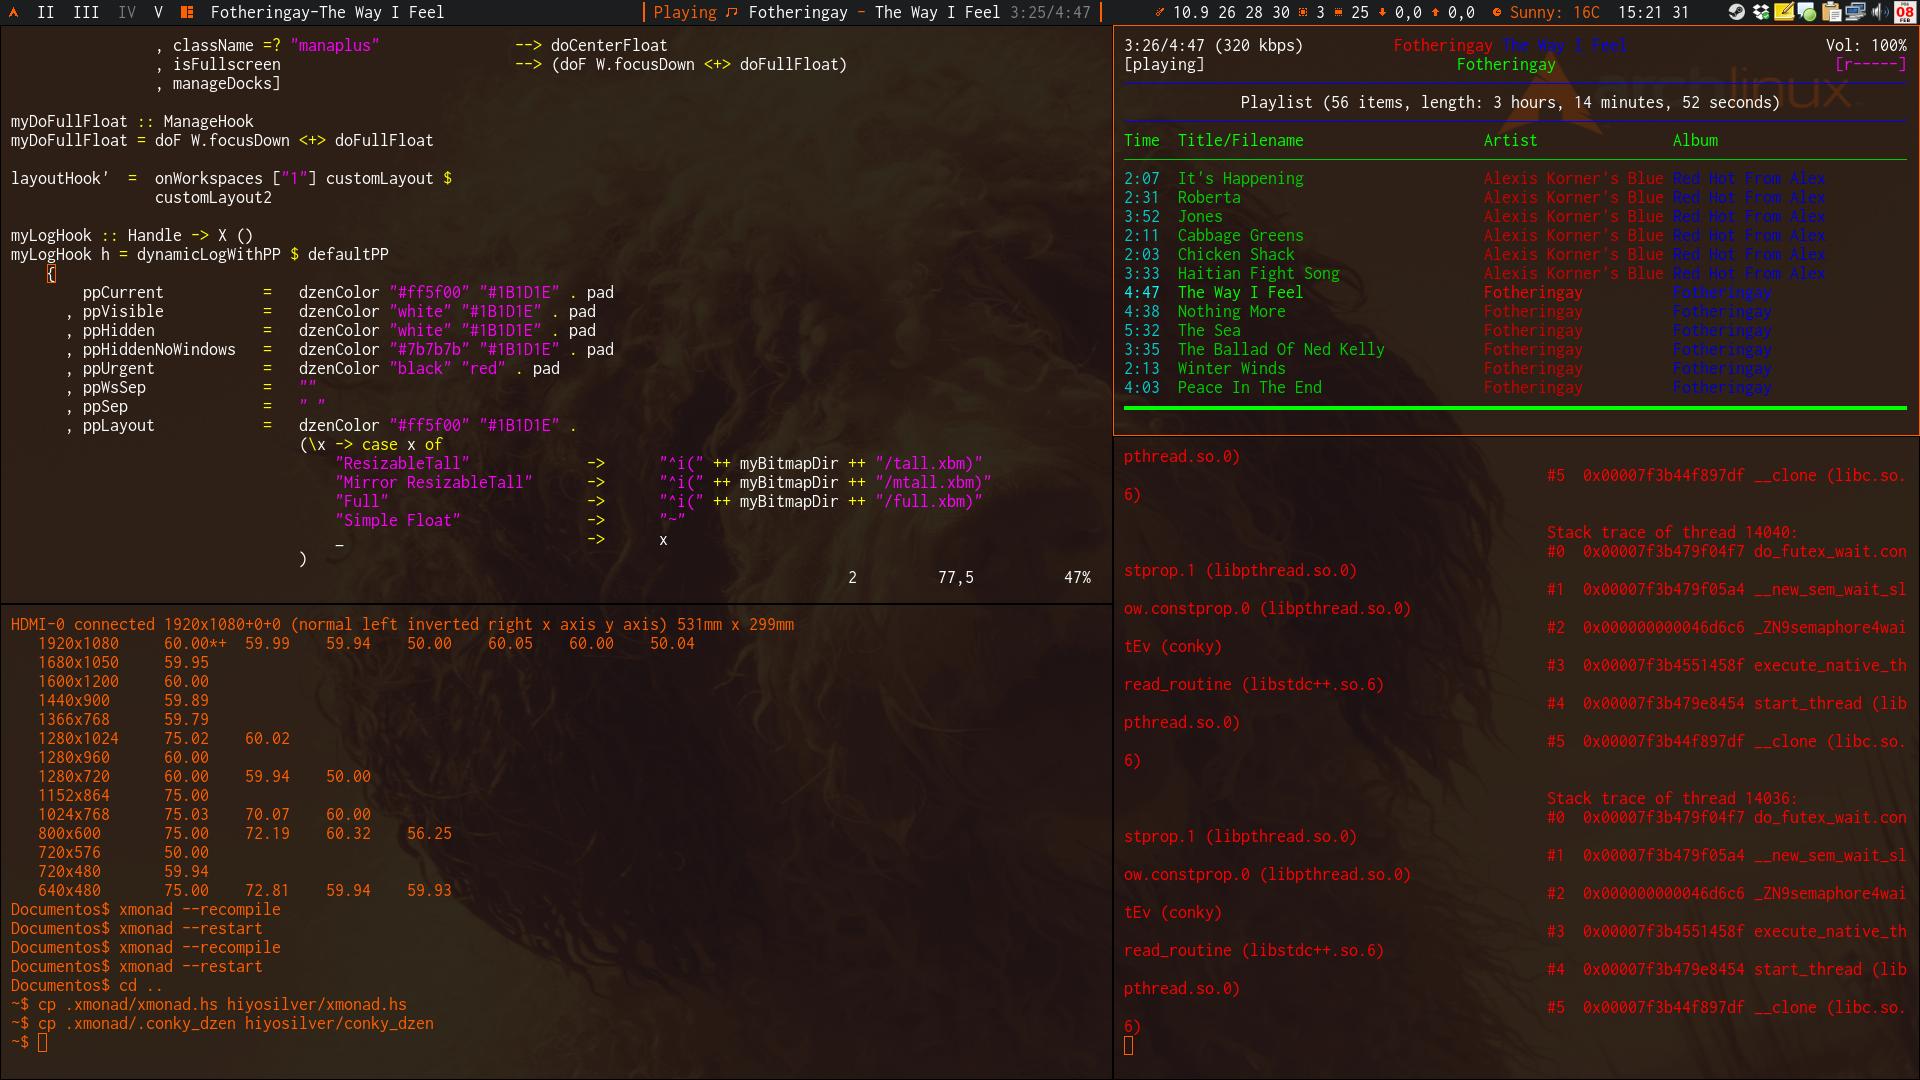 II III IV V Fotheringay-The Way I Feel
Playing Fotheringay - The Way I Feel 3:25/4:47
10.9 26 28 30 3 25 0,0 0,0 Sunny: 16C 15:21 31
08
FEB
, className =? "manaplus" --> doCenterFloat
, isFullscreen --> (doF W.focusDown <+> doFullFloat)
, manageDocks]
myDoFullFloat :: ManageHook
myDoFullFloat = doF W.focusDown <+> doFullFloat
layoutHook' = onWorkspaces ["1"] customLayout $
customLayout2
myLogHook :: Handle -> X ()
myLogHook h = dynamicLogWithPP $ defaultPP
{
ppCurrent = dzenColor "#ff5f00" "#1B1D1E" . pad
, ppVisible = dzenColor "white" "#1B1D1E" . pad
, ppHidden = dzenColor "white" "#1B1D1E" . pad
, ppHiddenNoWindows = dzenColor "#7b7b7b" "#1B1D1E" . pad
, ppUrgent = dzenColor "black" "red" . pad
, ppWsSep = ""
, ppSep = " "
, ppLayout = dzenColor "#ff5f00" "#1B1D1E" .
(\x -> case x of
"ResizableTall" -> "^i(" ++ myBitmapDir ++ "/tall.xbm)"
"Mirror ResizableTall" -> "^i(" ++ myBitmapDir ++ "/mtall.xbm)"
"Full" -> "^i(" ++ myBitmapDir ++ "/full.xbm)"
"Simple Float" -> "~"
_ -> x
)
2 77,5 47%
HDMI-0 connected 1920x1080+0+0 (normal left inverted right x axis y axis) 531mm x 299mm
1920x1080 60.00*+ 59.99 59.94 50.00 60.05 60.00 50.04
1680x1050 59.95
1600x1200 60.00
1440x900 59.89
1366x768 59.79
1280x1024 75.02 60.02
1280x960 60.00
1280x720 60.00 59.94 50.00
1152x864 75.00
1024x768 75.03 70.07 60.00
800x600 75.00 72.19 60.32 56.25
720x576 50.00
720x480 59.94
640x480 75.00 72.81 59.94 59.93
Documentos$ xmonad --recompile
Documentos$ xmonad --restart
Documentos$ xmonad --recompile
Documentos$ xmonad --restart
Documentos$ cd ..
~$ cp .xmonad/xmonad.hs hiyosilver/xmonad.hs
~$ cp .xmonad/.conky_dzen hiyosilver/conky_dzen
~$
3:26/4:47 (320 kbps) Fotheringay The Way I Feel Vol: 100%
[playing] Fotheringay [r-----]
archlinux
Playlist (56 items, length: 3 hours, 14 minutes, 52 seconds)
Time Title/Filename Artist Album
2:07 It's Happening Alexis Korner's Blue Red Hot From Alex
2:31 Roberta Alexis Korner's Blue Red Hot From Alex
3:52 Jones Alexis Korner's Blue Red Hot From Alex
2:11 Cabbage Greens Alexis Korner's Blue Red Hot From Alex
2:03 Chicken Shack Alexis Korner's Blue Red Hot From Alex
3:33 Haitian Fight Song Alexis Korner's Blue Red Hot From Alex
4:47 The Way I Feel Fotheringay Fotheringay
4:38 Nothing More Fotheringay Fotheringay
5:32 The Sea Fotheringay Fotheringay
3:35 The Ballad Of Ned Kelly Fotheringay Fotheringay
2:13 Winter Winds Fotheringay Fotheringay
4:03 Peace In The End Fotheringay Fotheringay
pthread.so.0)
#5 0x00007f3b44f897df __clone (libc.so.
6)
Stack trace of thread 14040:
#0 0x00007f3b479f04f7 do_futex_wait.con
stprop.1 (libpthread.so.0)
#1 0x00007f3b479f05a4 __new_sem_wait_sl
ow.constprop.0 (libpthread.so.0)
#2 0x000000000046d6c6 _ZN9semaphore4wai
tEv (conky)
#3 0x00007f3b4551458f execute_native_th
read_routine (libstdc++.so.6)
#4 0x00007f3b479e8454 start_thread (lib
pthread.so.0)
#5 0x00007f3b44f897df __clone (libc.so.
6)
Stack trace of thread 14036:
#0 0x00007f3b479f04f7 do_futex_wait.con
stprop.1 (libpthread.so.0)
#1 0x00007f3b479f05a4 __new_sem_wait_sl
ow.constprop.0 (libpthread.so.0)
#2 0x000000000046d6c6 _ZN9semaphore4wai
tEv (conky)
#3 0x00007f3b4551458f execute_native_th
read_routine (libstdc++.so.6)
#4 0x00007f3b479e8454 start_thread (lib
pthread.so.0)
#5 0x00007f3b44f897df __clone (libc.so.
6)